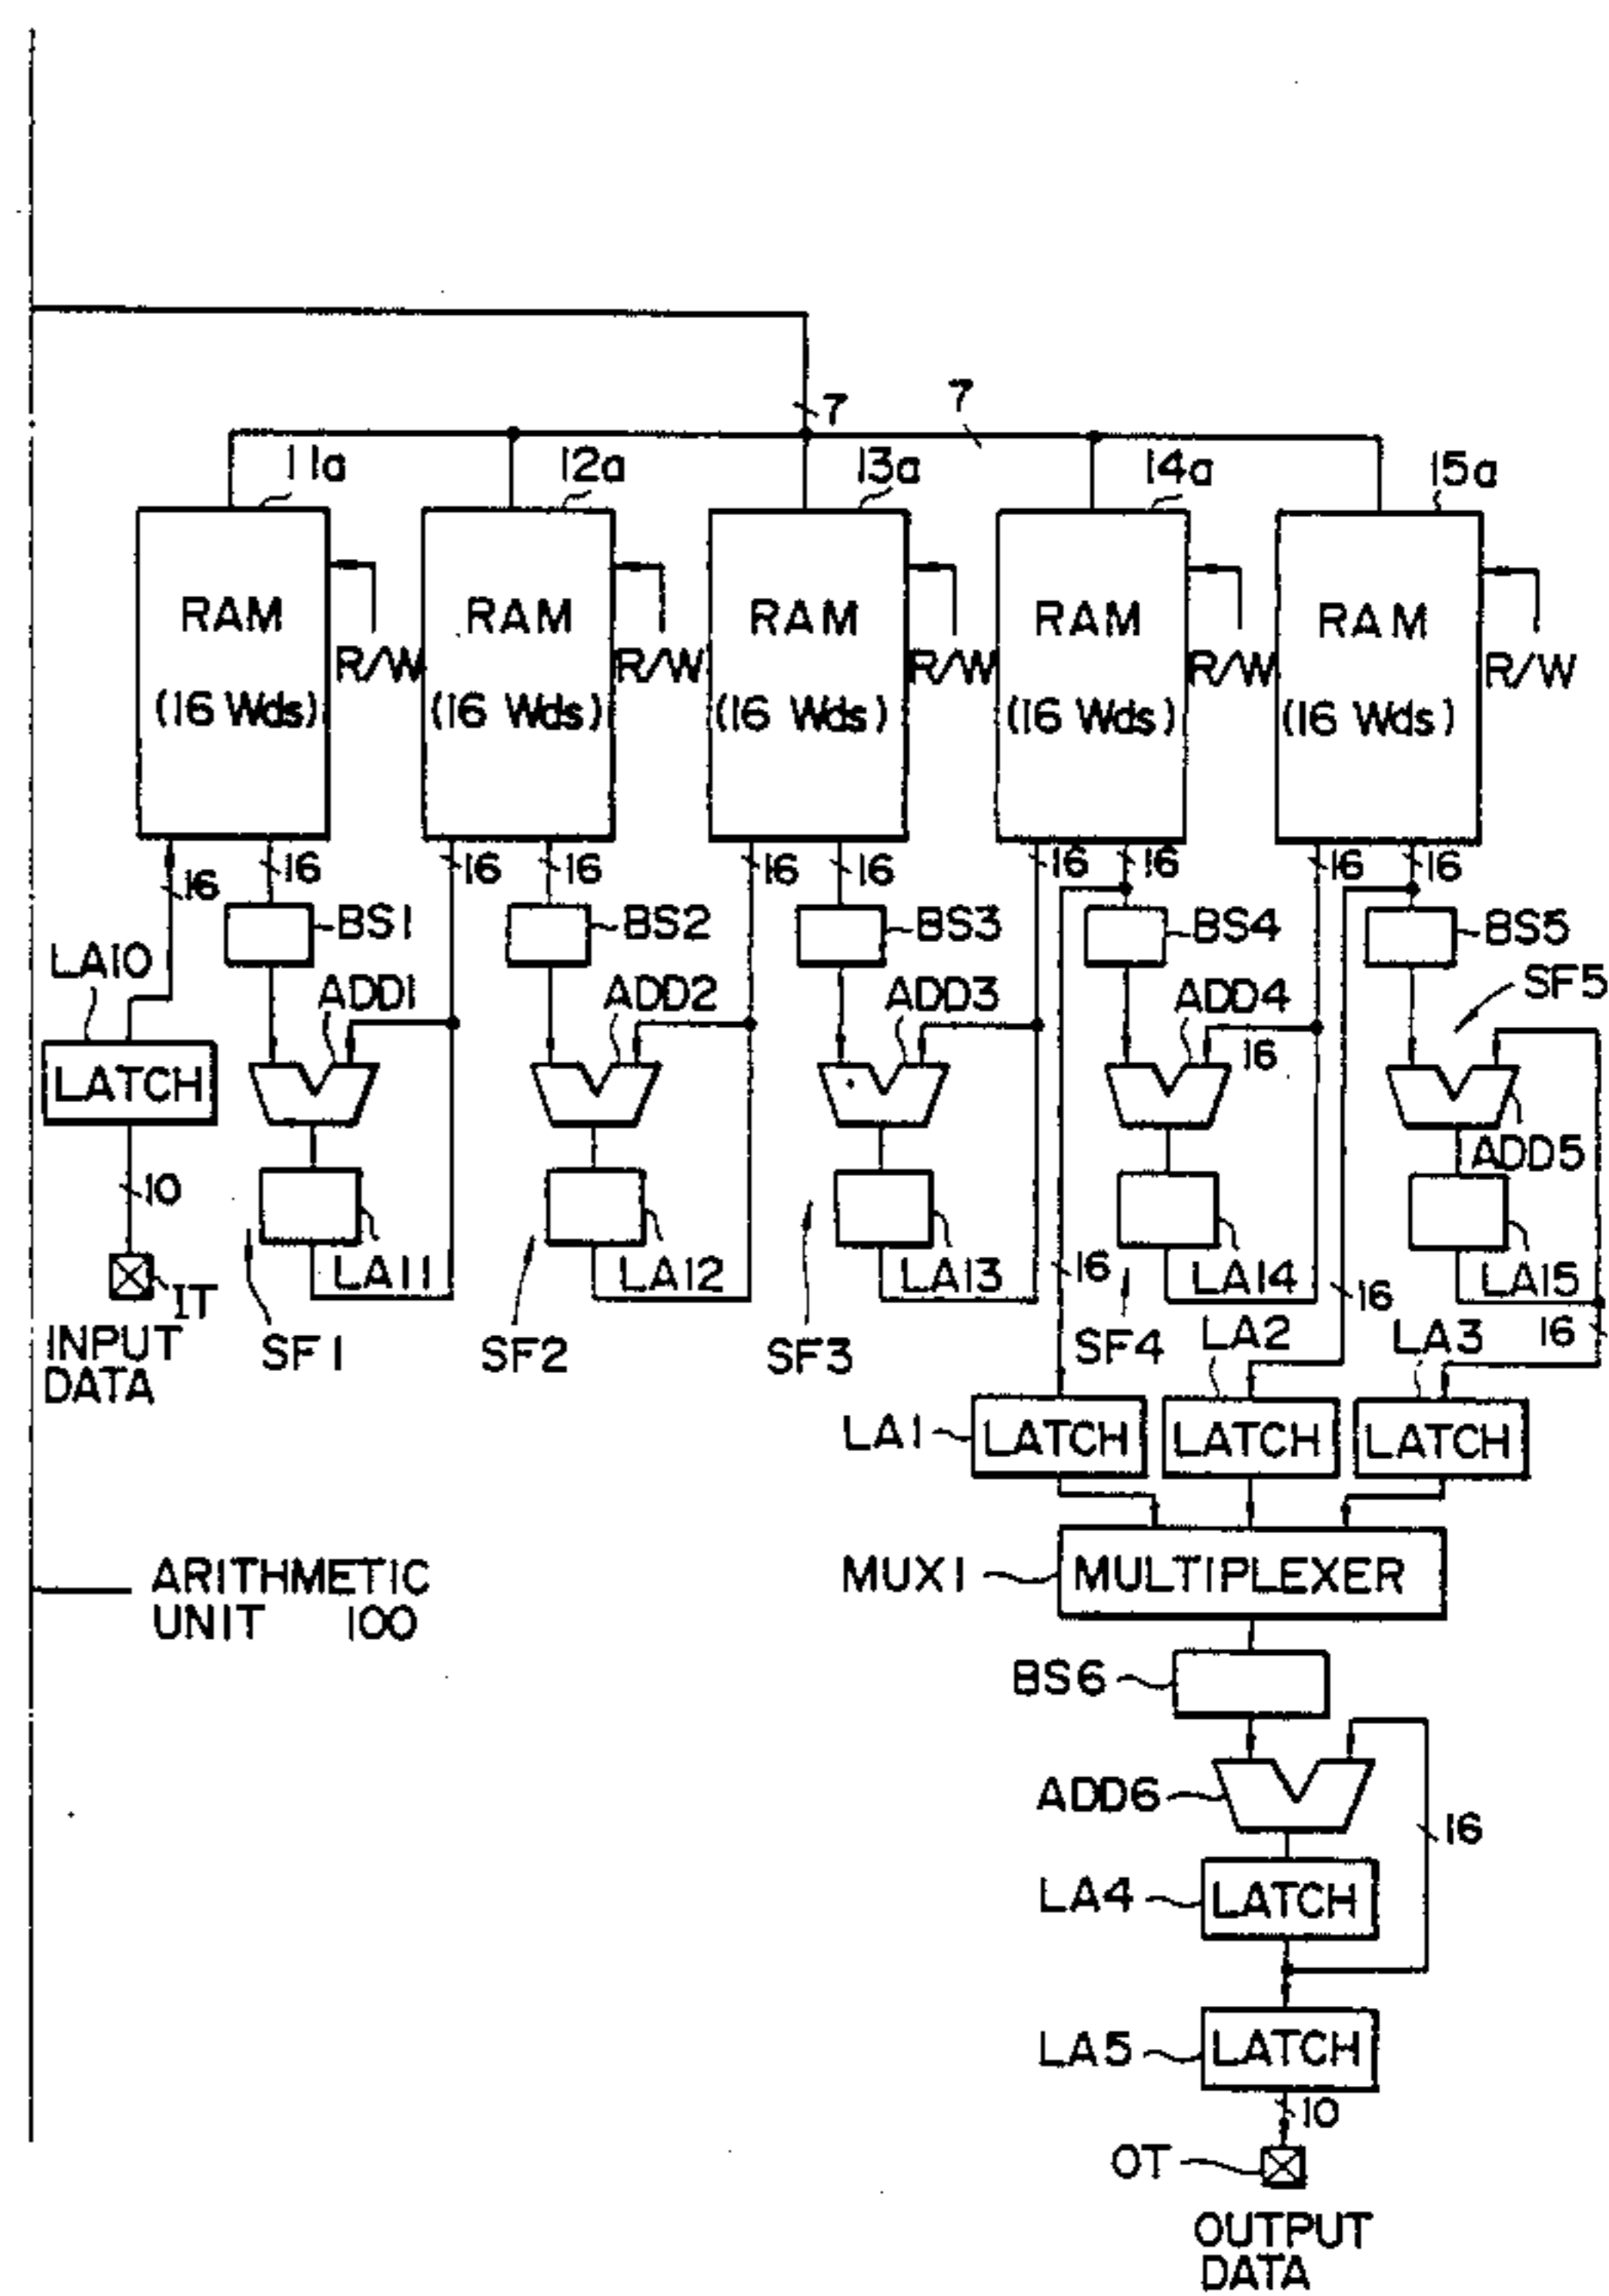 7
7
11a
12a
13a
14a
15a
RAM
(16 Wds)
R/W
RAM
(16 Wds)
R/W
RAM
(16 Wds)
R/W
RAM
(16 Wds)
R/W
RAM
(16 Wds)
R/W
16
16
16
16
16
16
16
16
16
16
BS1
BS2
BS3
BS4
BS5
LA10
ADD1
ADD2
ADD3
ADD4
SF5
16
LATCH
ADD5
10
LA11
LA12
LA13
16
LA14
16
LA15
IT
INPUT
DATA
SF1
SF2
SF3
SF4
LA2
LA3
16
LA1
LATCH
LATCH
LATCH
MUX1
MULTIPLEXER
ARITHMETIC
UNIT 100
BS6
ADD6
16
LA4
LATCH
LA5
LATCH
10
OT
OUTPUT
DATA